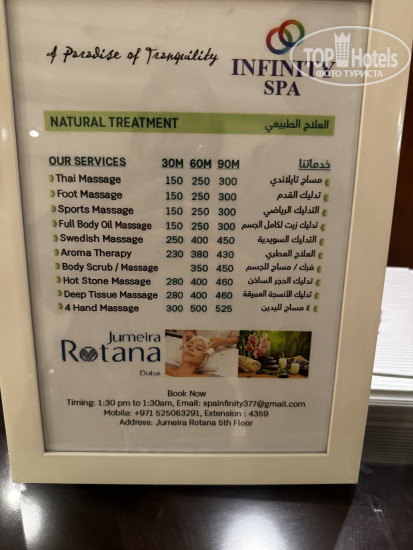 A Paradise of Tranquility
INFINITY
SPA
TOP Hotels
ФОТО ТУРИСТА
NATURAL TREATMENT العلاج الطبيعي
OUR SERVICES 30M 60M 90M خدماتنا
Thai Massage 150 250 300 مساج تايلاندي
Foot Massage 150 250 300 تدليك القدم
Sports Massage 150 250 300 التدليك الرياضي
Full Body Oil Massage 150 250 300 تدليك زيت لكامل الجسم
Swedish Massage 250 400 450 التدليك السويدية
Aroma Therapy 230 380 430 العلاج العطري
Body Scrub / Massage 350 450 فرك / مساج للجسم
Hot Stone Massage 280 400 460 تدليك الحجر الساخن
Deep Tissue Massage 280 400 460 تدليك الأنسجة العميقة
4 Hand Massage 300 500 525 ٤ مساج لليدين
Jumeira
Rotana
Dubai
Book Now
Timing: 1:30 pm to 1:30am, Email: spainfinity377@gmail.com
Mobile: +971 525063291, Extension : 4359
Address: Jumeira Rotana 5th Floor